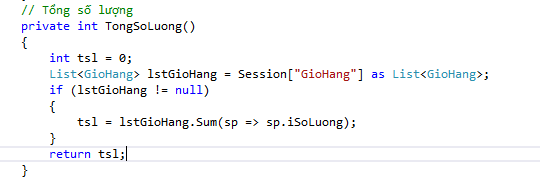 // Tổng số lượng
private int TongSoLuong()
{
int tsl = 0;
List<GioHang> lstGioHang = Session["GioHang"] as List<GioHang>;
if (lstGioHang != null)
{
tsl = lstGioHang.Sum(sp => sp.iSoLuong);
}
return tsl;
}